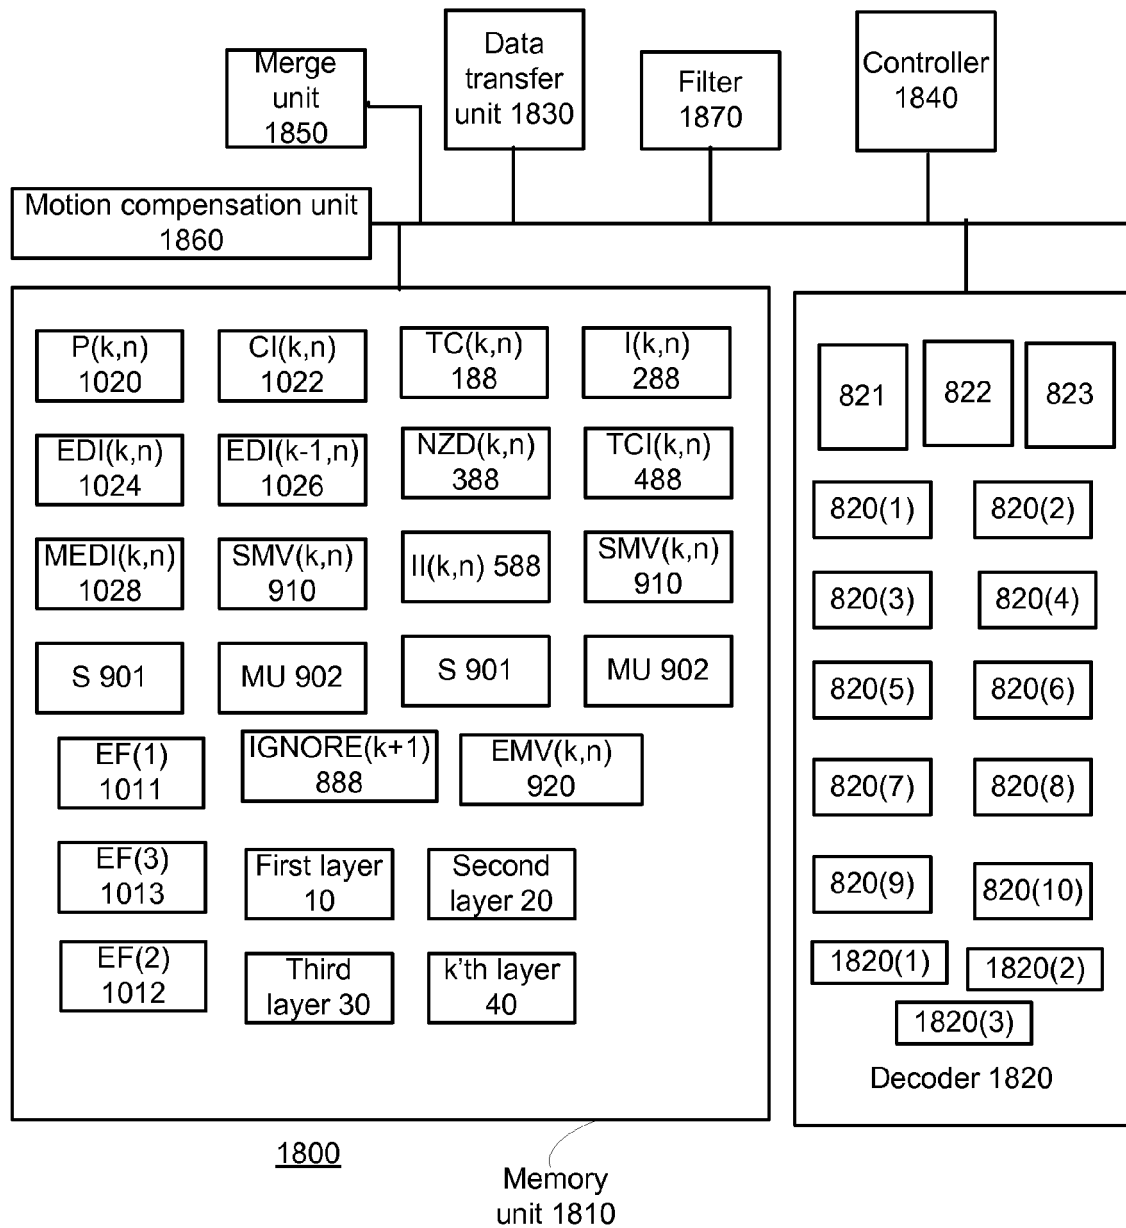 Merge
unit
1850
Data
transfer
unit 1830
Filter
1870
Controller
1840
Motion compensation unit
1860
P(k,n)
1020
CI(k,n)
1022
TC(k,n)
188
I(k,n)
288
EDI(k,n)
1024
EDI(k-1,n)
1026
NZD(k,n)
388
TCI(k,n)
488
MEDI(k,n)
1028
SMV(k,n)
910
II(k,n) 588
SMV(k,n)
910
S 901
MU 902
S 901
MU 902
EF(1)
1011
IGNORE(k+1)
888
EMV(k,n)
920
EF(3)
1013
First layer
10
Second
layer 20
EF(2)
1012
Third
layer 30
k'th layer
40
821
822
823
820(1)
820(2)
820(3)
820(4)
820(5)
820(6)
820(7)
820(8)
820(9)
820(10)
1820(1)
1820(2)
1820(3)
Decoder 1820
1800
Memory
unit 1810